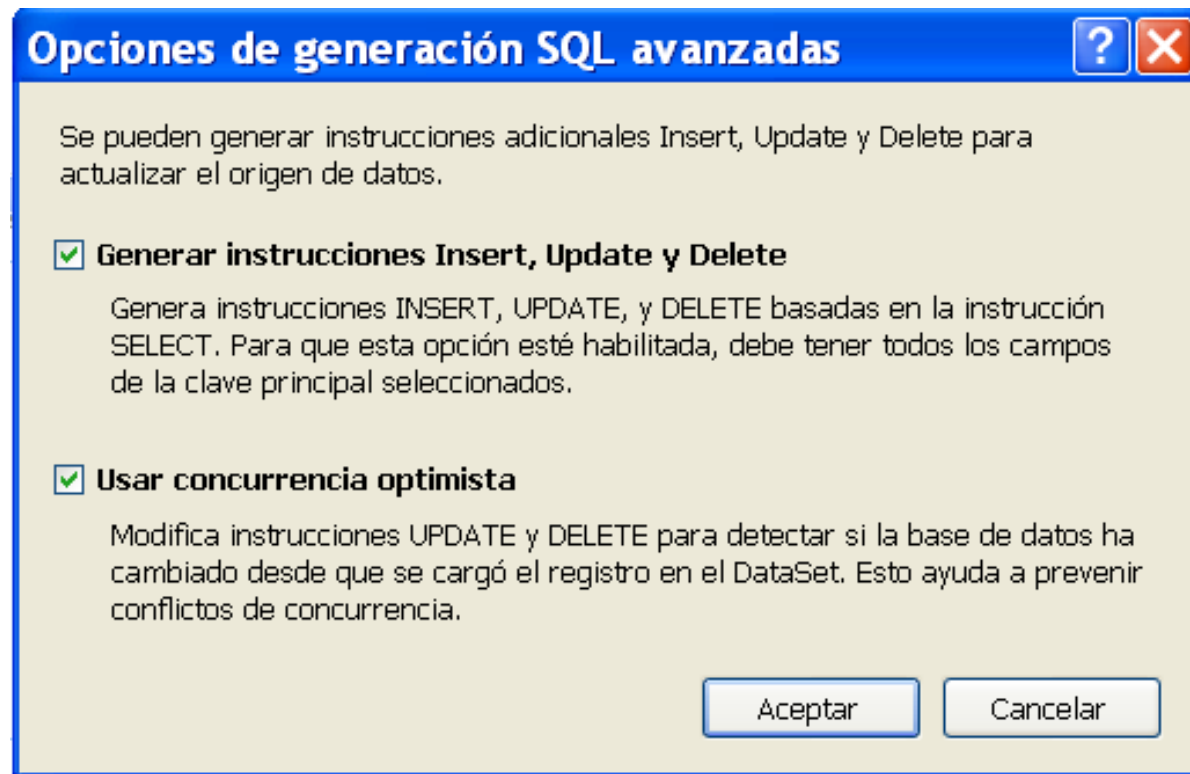 Opciones de generación SQL avanzadas
Se pueden generar instrucciones adicionales Insert, Update y Delete para
actualizar el origen de datos.
Generar instrucciones Insert, Update y Delete
Genera instrucciones INSERT, UPDATE, y DELETE basadas en la instrucción
SELECT. Para que esta opción esté habilitada, debe tener todos los campos
de la clave principal seleccionados.
Usar concurrencia optimista
Modifica instrucciones UPDATE y DELETE para detectar si la base de datos ha
cambiado desde que se cargó el registro en el DataSet. Esto ayuda a prevenir
conflictos de concurrencia.
Aceptar
Cancelar